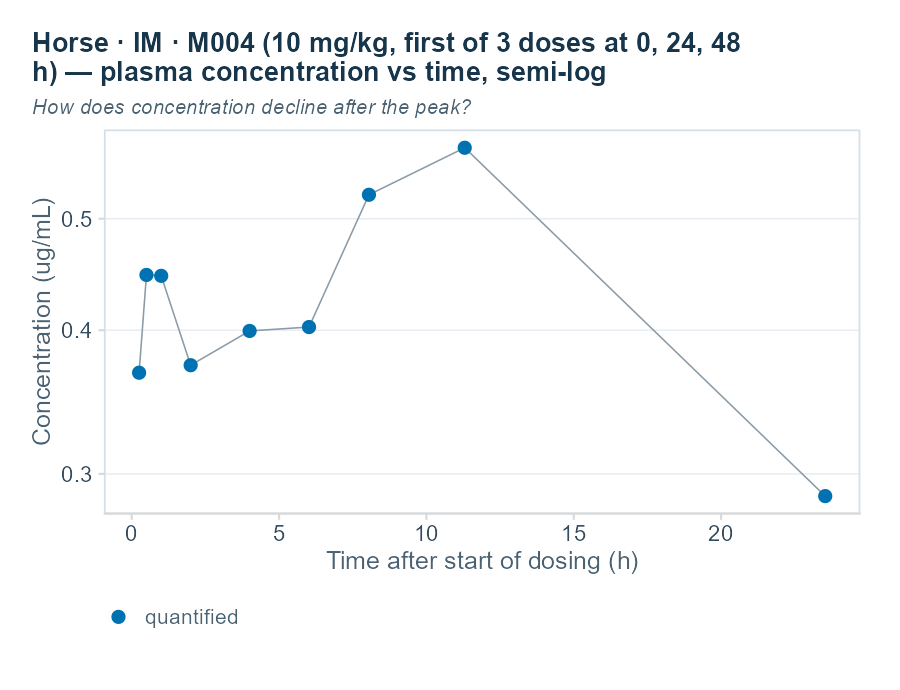 Horse · IM · M004 (10 mg/kg, first of 3 doses at 0, 24, 48
h) — plasma concentration vs time, semi-log
How does concentration decline after the peak?
Concentration (ug/mL)
0.5
0.4
0.3
0 5 10 15 20
Time after start of dosing (h)
quantified